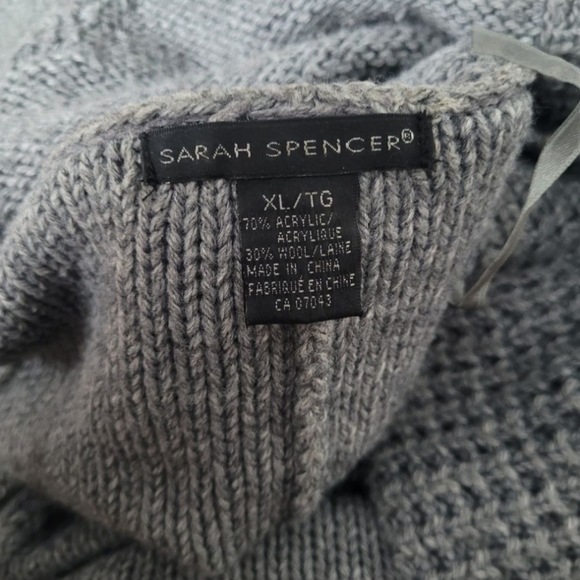 SARAH SPENCER®
XL/TG
70% ACRYLIC/
ACRYLIQUE
30% WOOL/LAINE
MADE IN CHINA
FABRIQUÉ EN CHINE
CA 07043